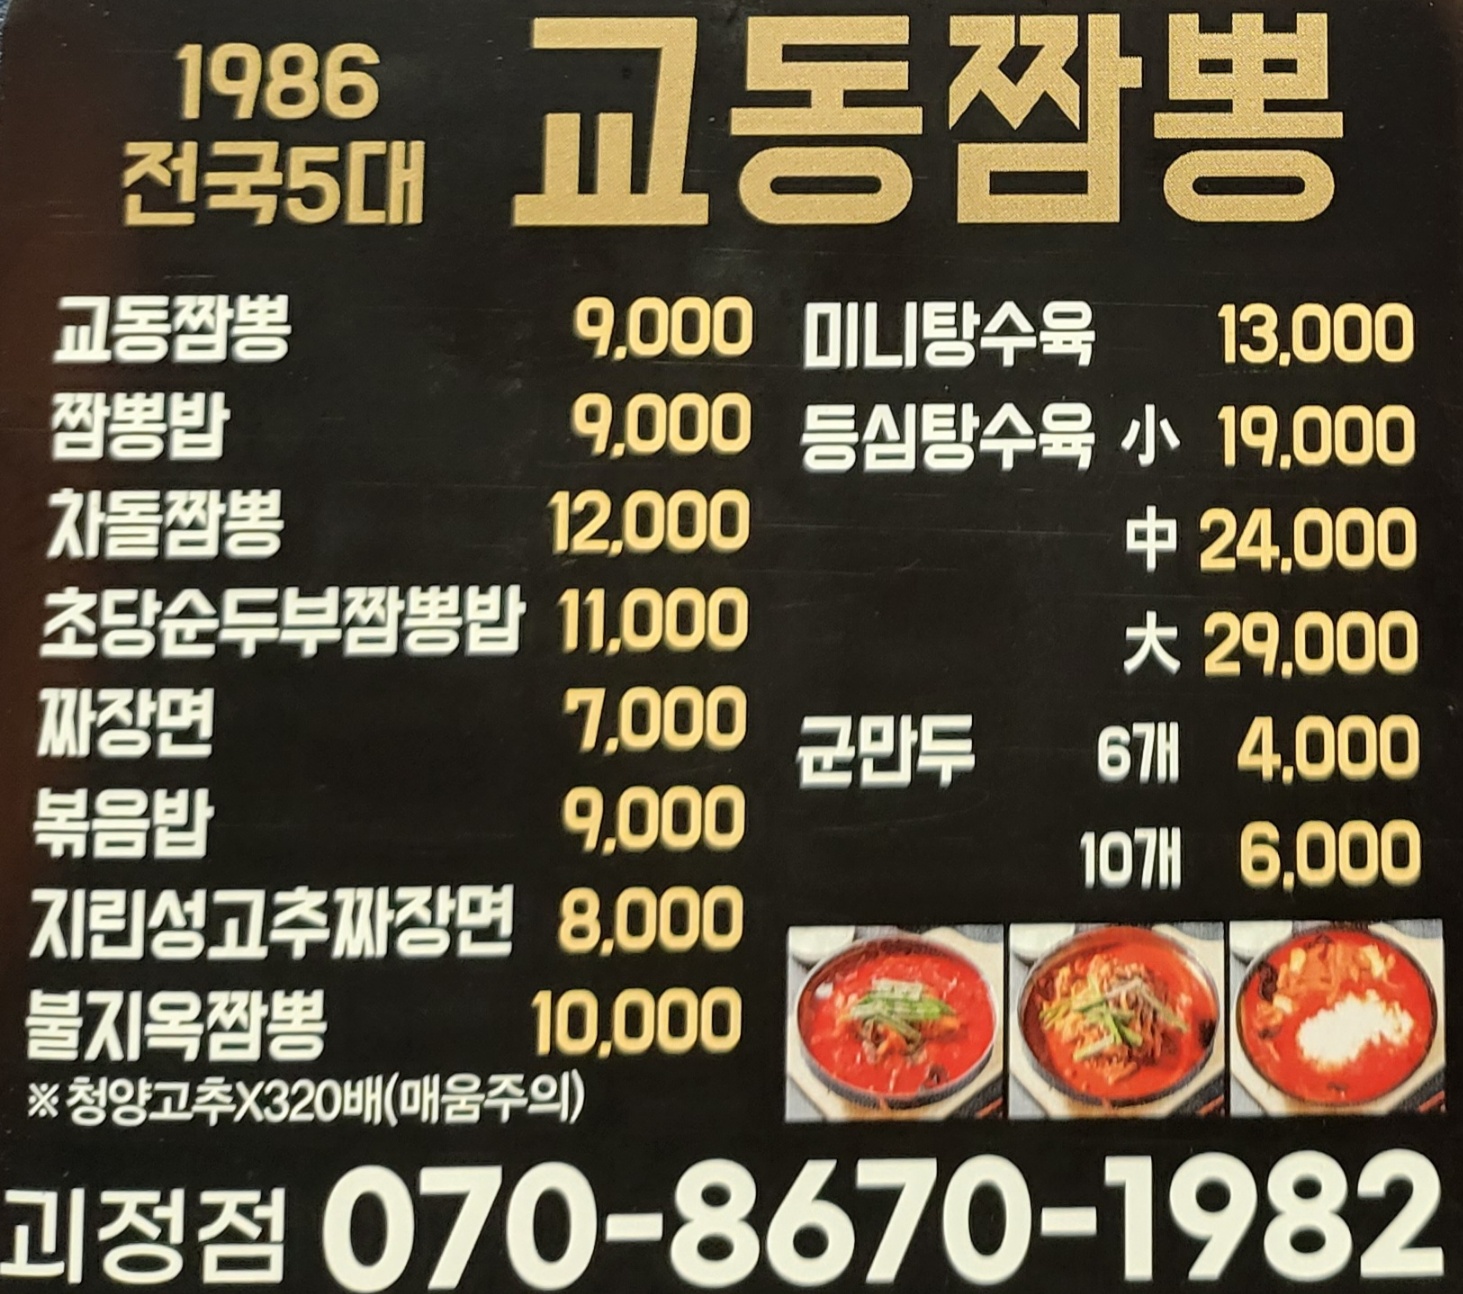 1986
전국5대
교동짬뽕
교동짬뽕 9,000
짬뽕밥 9,000
차돌짬뽕 12,000
초당순두부짬뽕밥 11,000
짜장면 7,000
볶음밥 9,000
지린성고추짜장면 8,000
불지옥짬뽕 10,000
※청양고추X320배(매움주의)
미니탕수육 13,000
등심탕수육 小 19,000
中 24,000
大 29,000
군만두 6개 4,000
10개 6,000
괴정점 070-8670-1982